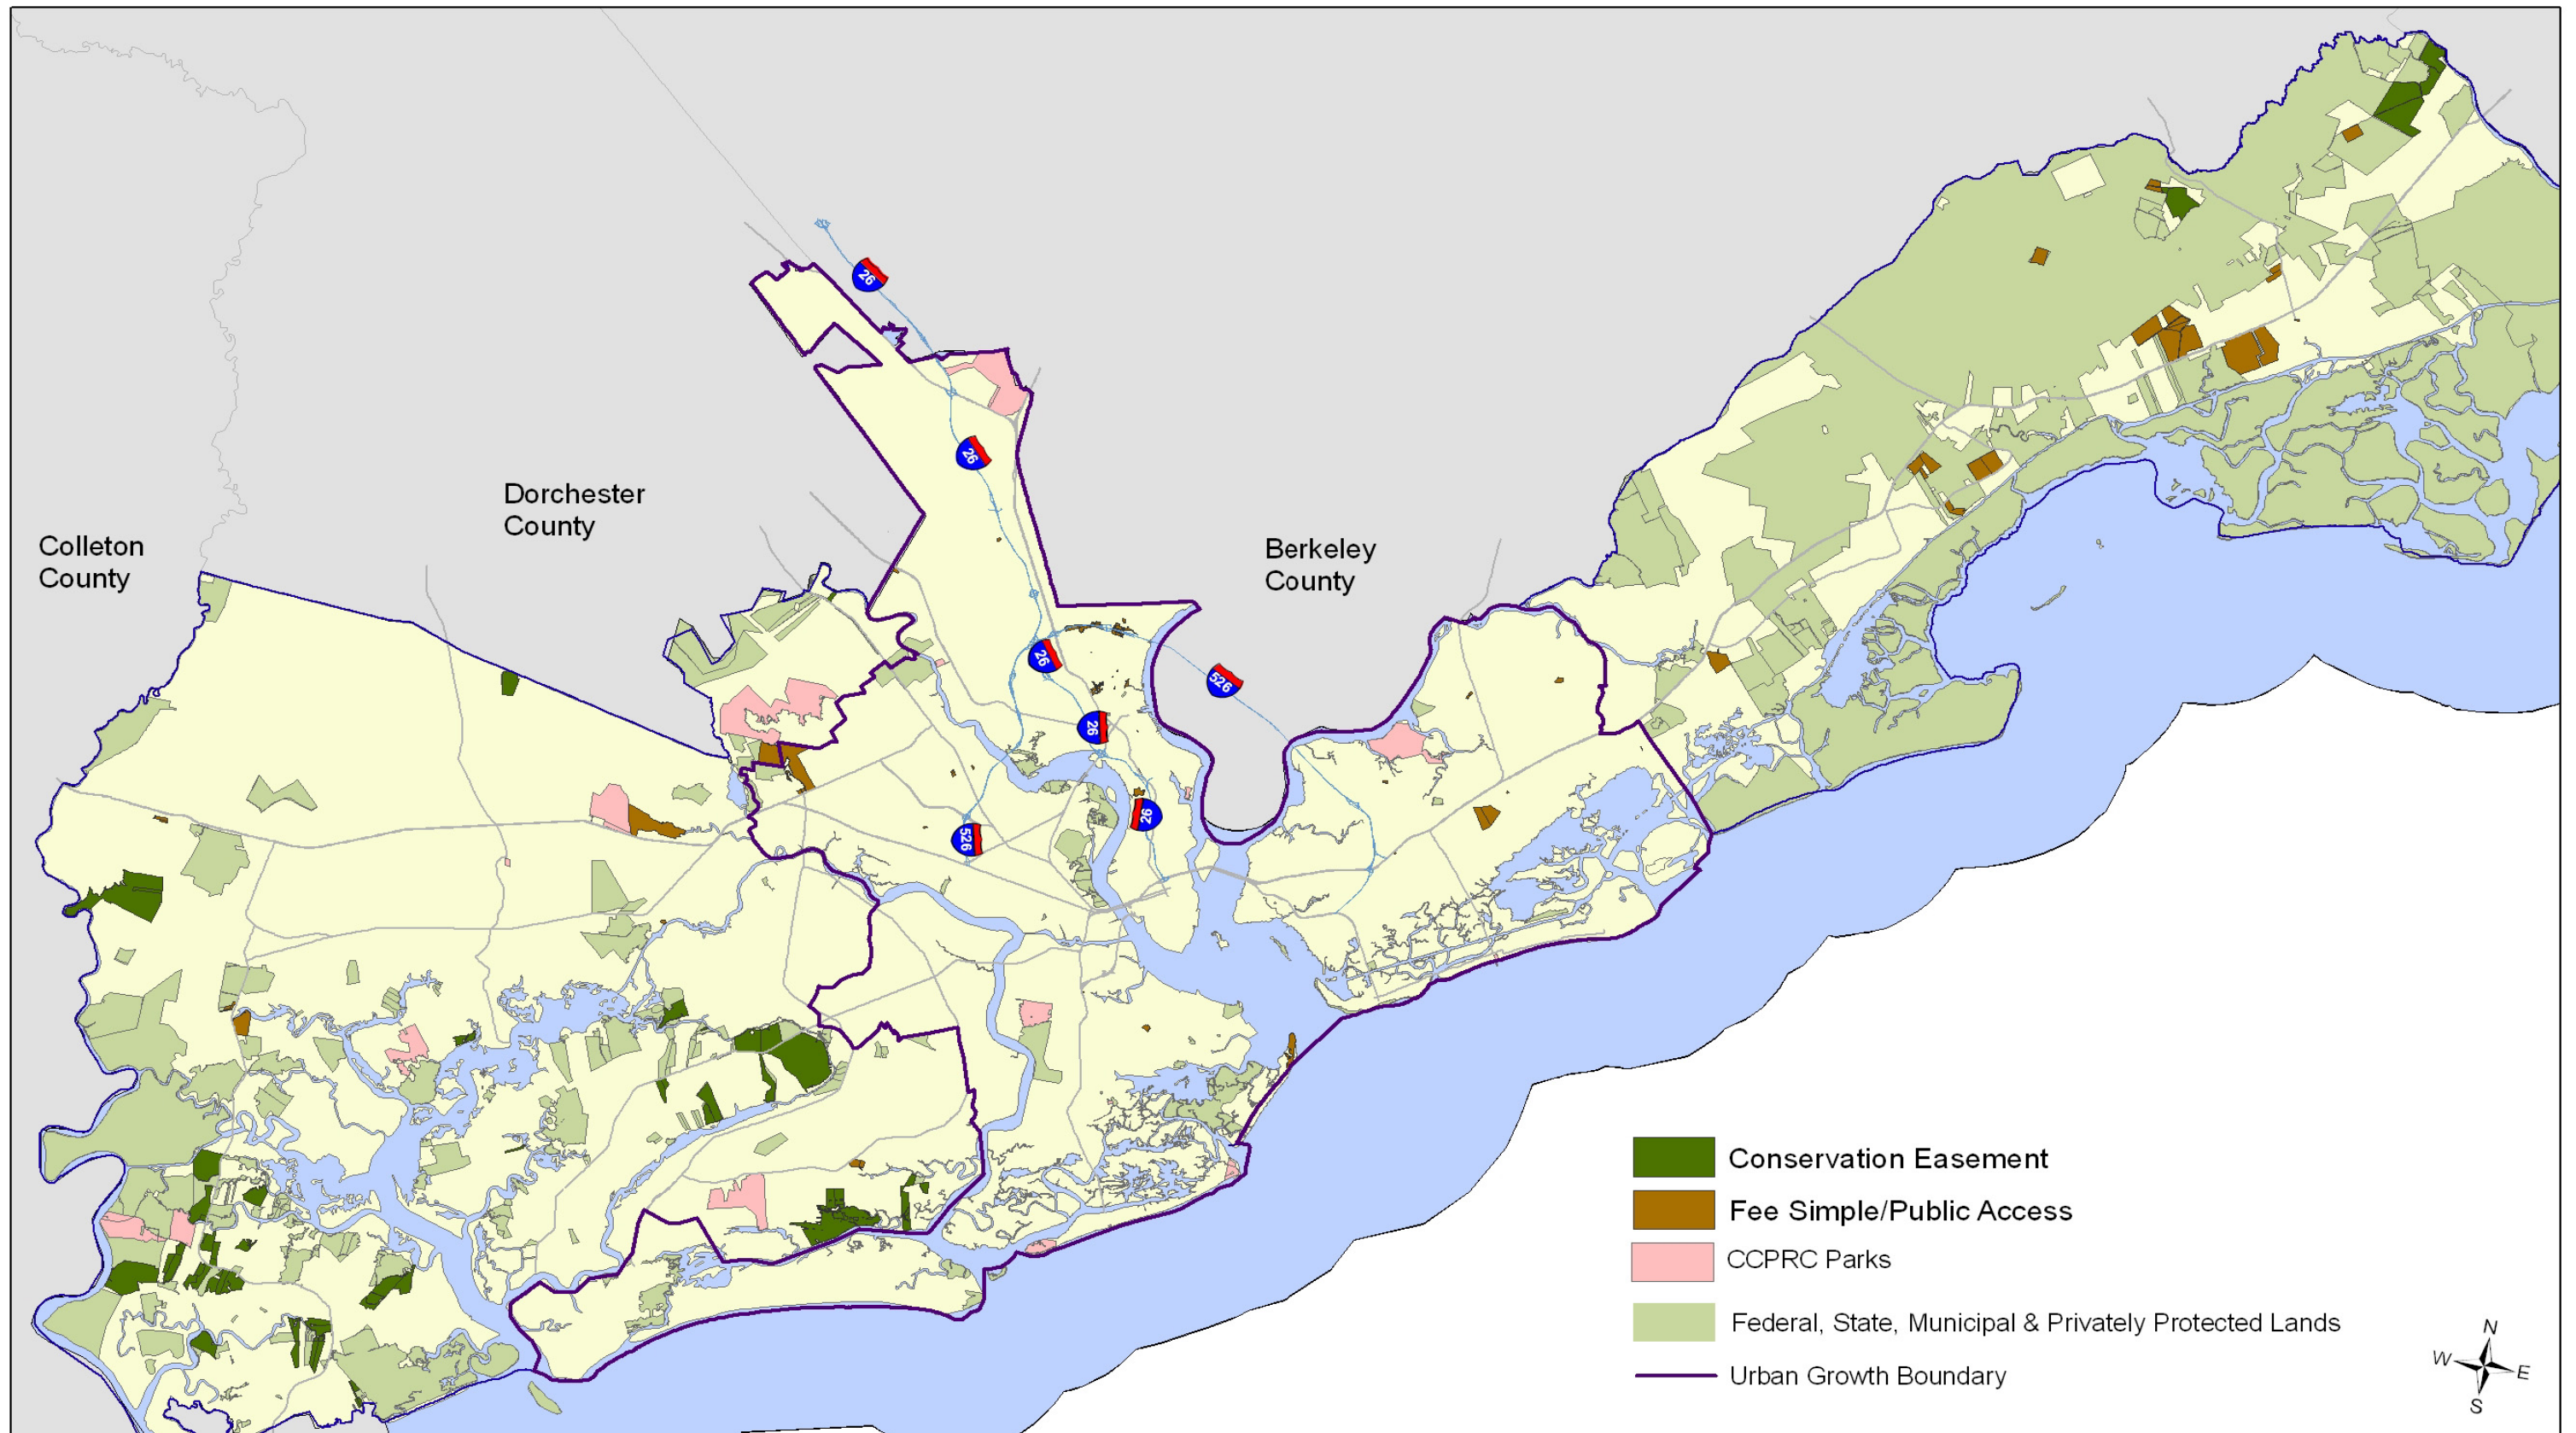 26
26
Dorchester
County
Colleton
County
Berkeley
County
26
526
26
26
526
Conservation Easement
Fee Simple/Public Access
CCPRC Parks
Federal, State, Municipal & Privately Protected Lands
Urban Growth Boundary
N
W
E
S